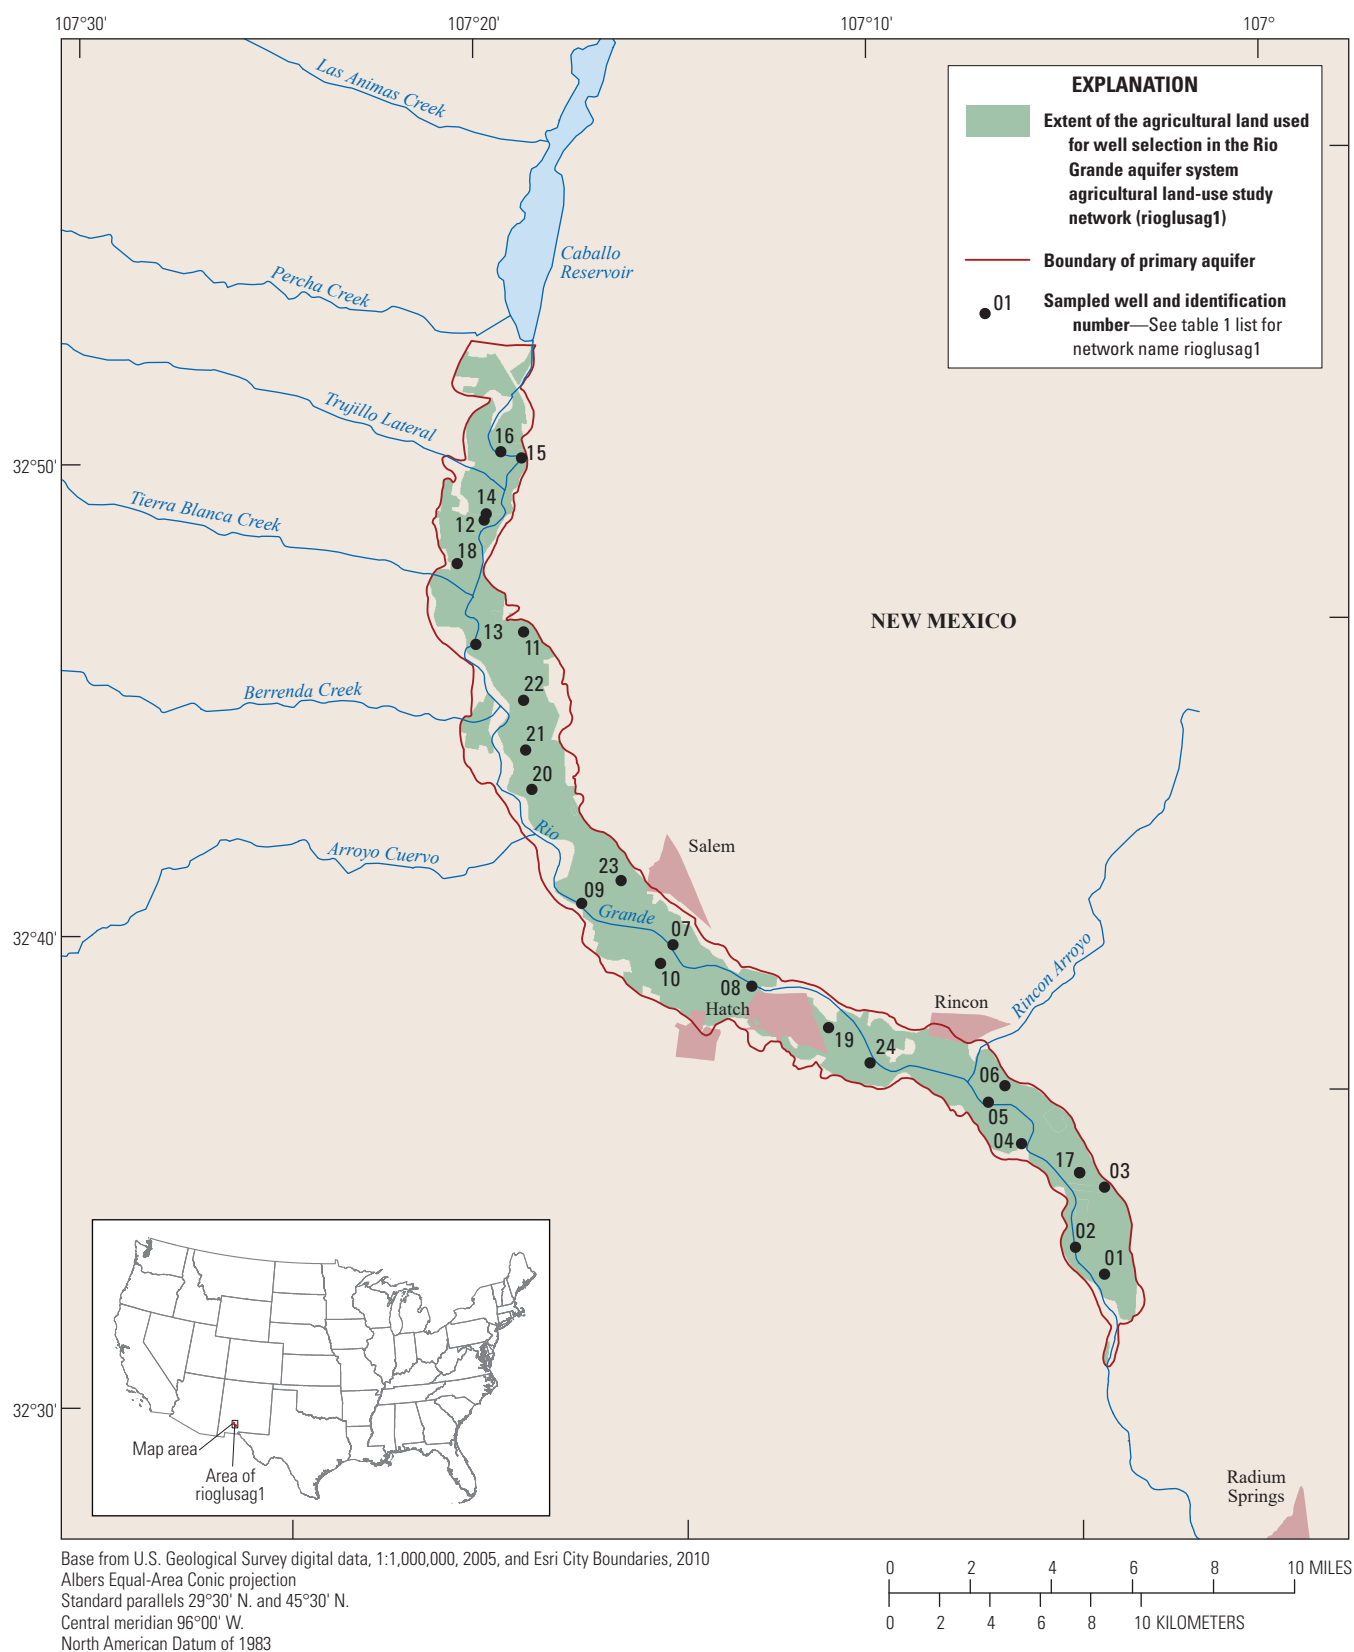 107°30'
107°20'
107°10'
107°
Las Animas Creek
EXPLANATION
Extent of the agricultural land used
for well selection in the Rio
Grande aquifer system
agricultural land-use study
network (rioglusag1)
Boundary of primary aquifer
01
Sampled well and identification
number—See table 1 list for
network name rioglusag1
Caballo
Reservoir
Percha Creek
Trujillo Lateral
16
15
32°50'
Tierra Blanca Creek
14
12
18
NEW MEXICO
13
11
Berrenda Creek
22
21
20
Rio
Arroyo Cuervo
Salem
23
09
Grande
07
32°40'
10
Rincon Arroyo
08
Hatch
Rincon
19
24
06
05
04
17
03
02
01
32°30'
Map area
Area of
rioglusag1
Radium
Springs
Base from U.S. Geological Survey digital data, 1:1,000,000, 2005, and Esri City Boundaries, 2010
Albers Equal-Area Conic projection
Standard parallels 29°30' N. and 45°30' N.
Central meridian 96°00' W.
North American Datum of 1983
0 2 4 6 8 10 MILES
0 2 4 6 8 10 KILOMETERS